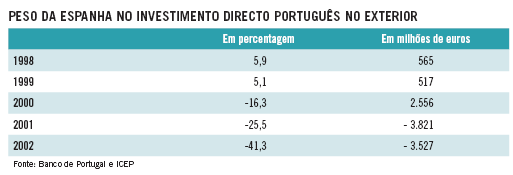 PESO DA ESPANHA NO INVESTIMENTO DIRECTO PORTUGUÊS NO EXTERIOR
Em percentagem Em milhões de euros
1998 5,9 565
1999 5,1 517
2000 -16,3 2.556
2001 -25,5 - 3.821
2002 -41,3 - 3.527
Fonte: Banco de Portugal e ICEP